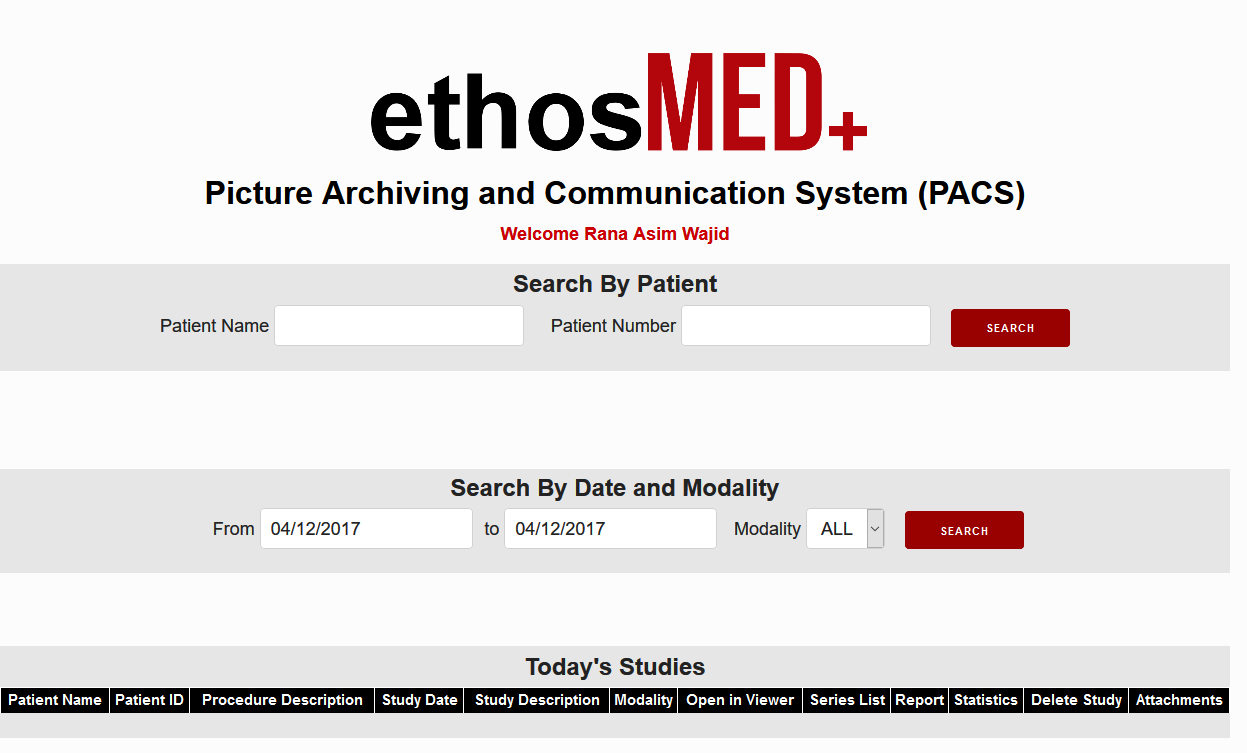 ethosMED+
Picture Archiving and Communication System (PACS)
Welcome Rana Asim Wajid
Search By Patient
Patient Name Patient Number SEARCH
Search By Date and Modality
From 04/12/2017 to 04/12/2017 Modality ALL SEARCH
Today's Studies
Patient Name Patient ID Procedure Description Study Date Study Description Modality Open in Viewer Series List Report Statistics Delete Study Attachments